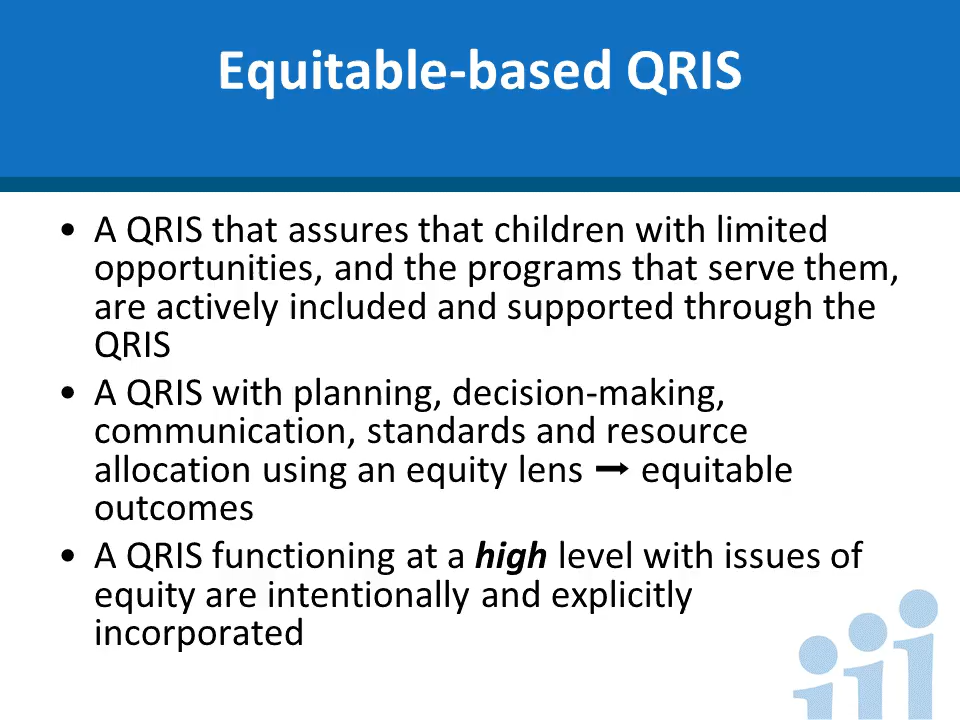 Equitable-based QRIS
• A QRIS that assures that children with limited
opportunities, and the programs that serve them,
are actively included and supported through the
QRIS
• A QRIS with planning, decision-making,
communication, standards and resource
allocation using an equity lens ➞ equitable
outcomes
• A QRIS functioning at a high level with issues of
equity are intentionally and explicitly
incorporated